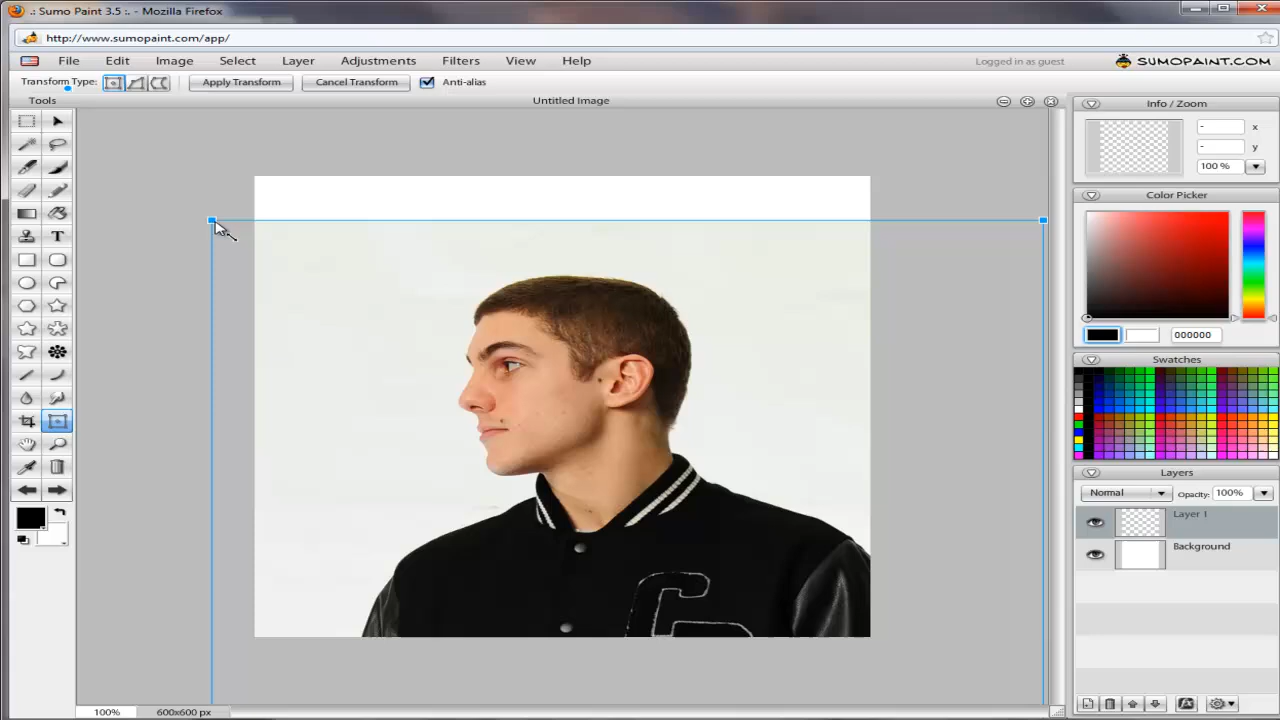 .: Sumo Paint 3.5 :. - Mozilla Firefox
http://www.sumopaint.com/app/
File Edit Image Select Layer Adjustments Filters View Help
Logged in as guest
SUMOPAINT.COM
Transform Type: Apply Transform Cancel Transform Anti-alias
Tools
Untitled Image
Info / Zoom
- x
- y
100 %
Color Picker
000000
Swatches
Layers
Normal Opacity: 100%
Layer 1
Background
100% 600x600 px